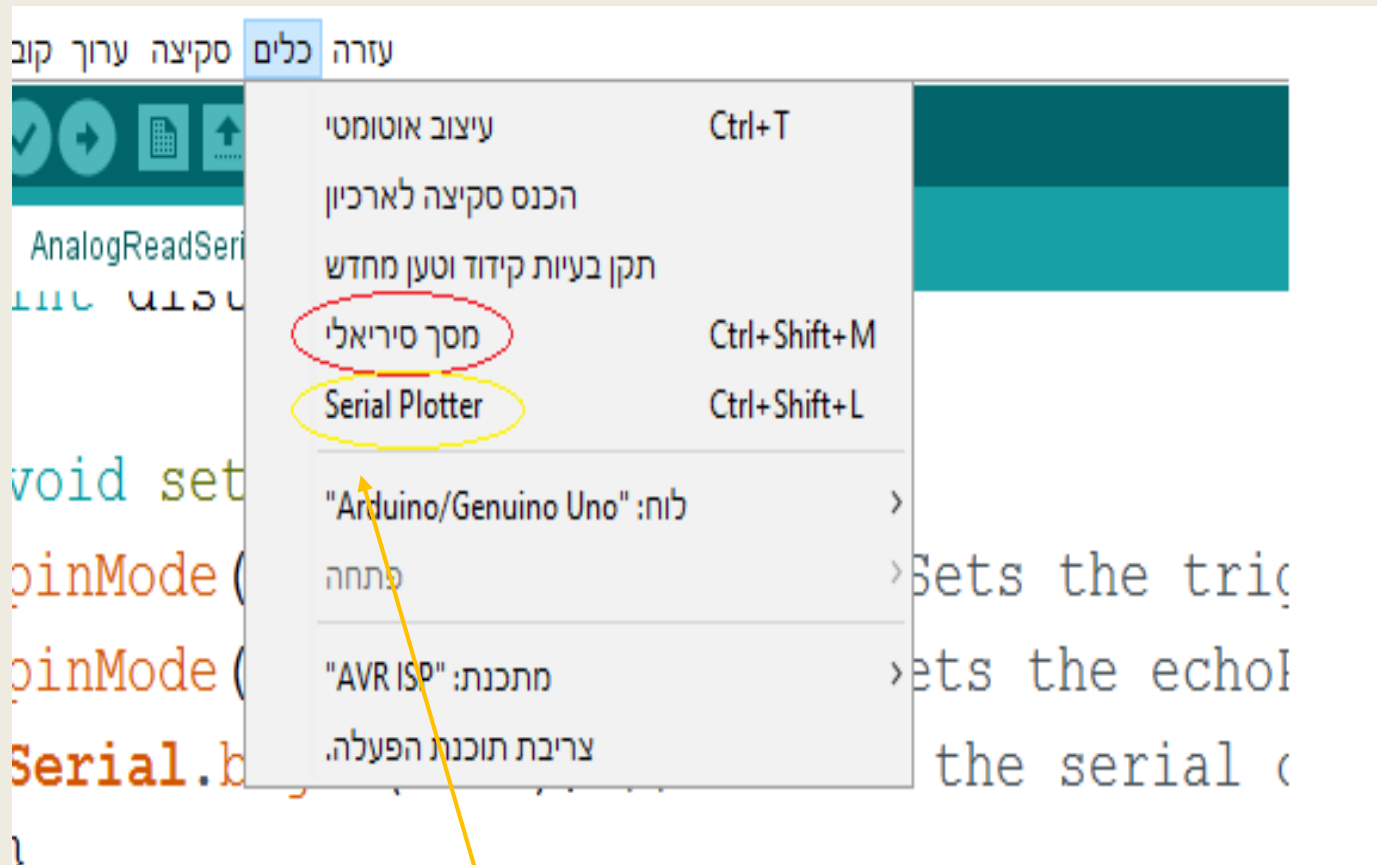 קוב ערוך סקיצה כלים עזרה
עיצוב אוטומטי Ctrl+T
הכנס סקיצה לארכיון
AnalogReadSeri
תקן בעיות קידוד וטען מחדש
מסך סיריאלי Ctrl+Shift+M
Serial Plotter Ctrl+Shift+L
void set
לוח: "Arduino/Genuino Uno"
pinMode( Sets the trig
פתחה
pinMode( ets the echoP
מתכנת: "AVR ISP"
Serial.b the serial c
צריבת תוכנת הפעלה.